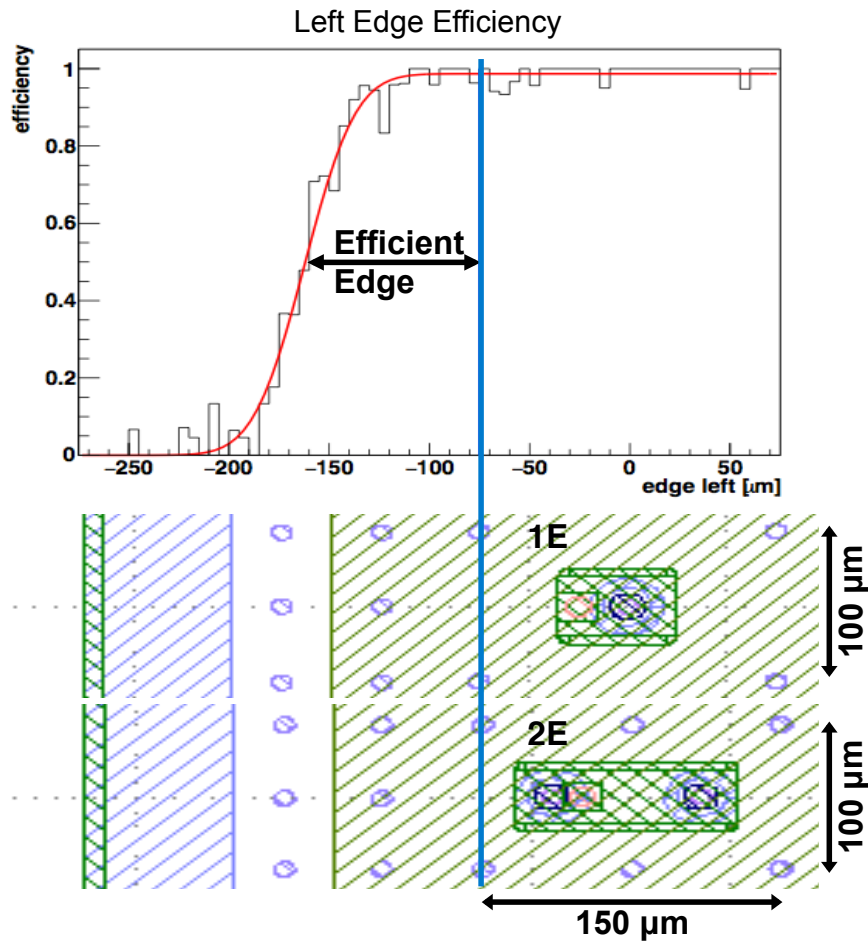 Left Edge Efficiency
efficiency
1
0.8
0.6
0.4
0.2
0
Efficient
Edge
−250 −200 −150 −100 −50 0 50
edge left [μm]
1E
100 μm
2E
100 μm
150 μm